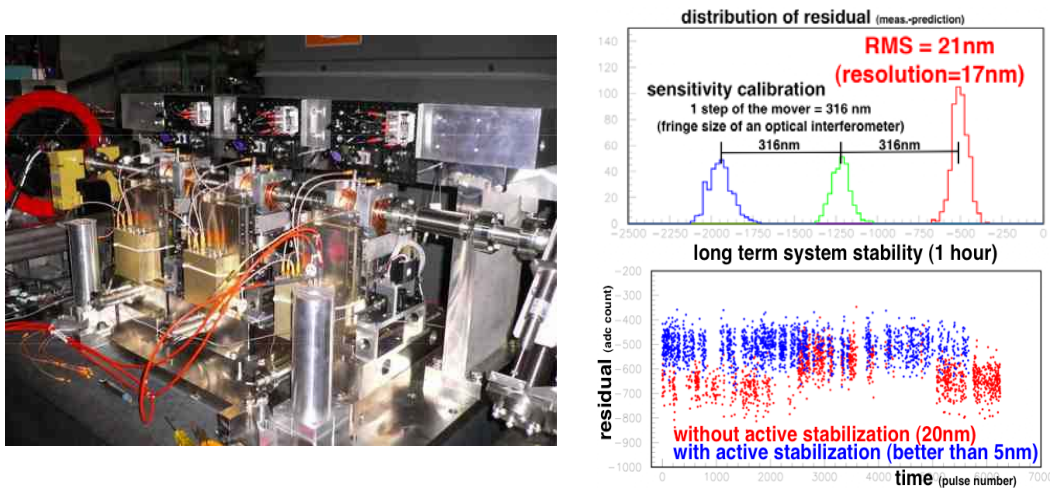 distribution of residual (meas.-prediction)
RMS = 21nm
(resolution=17nm)
sensitivity calibration
1 step of the mover = 316 nm
(fringe size of an optical interferometer)
316nm 316nm
140
120
100
80
60
40
20
0
−2500 −2250 −2000 −1750 −1500 −1250 −1000 −750 −500 −250 0
long term system stability (1 hour)
−200
−300
−400
−500
−600
−700
−800
−900
−1000
residual (adc count)
without active stabilization (20nm)
with active stabilization (better than 5nm)
0 1000 2000 3000 4000 5000 6000 7000
time (pulse number)